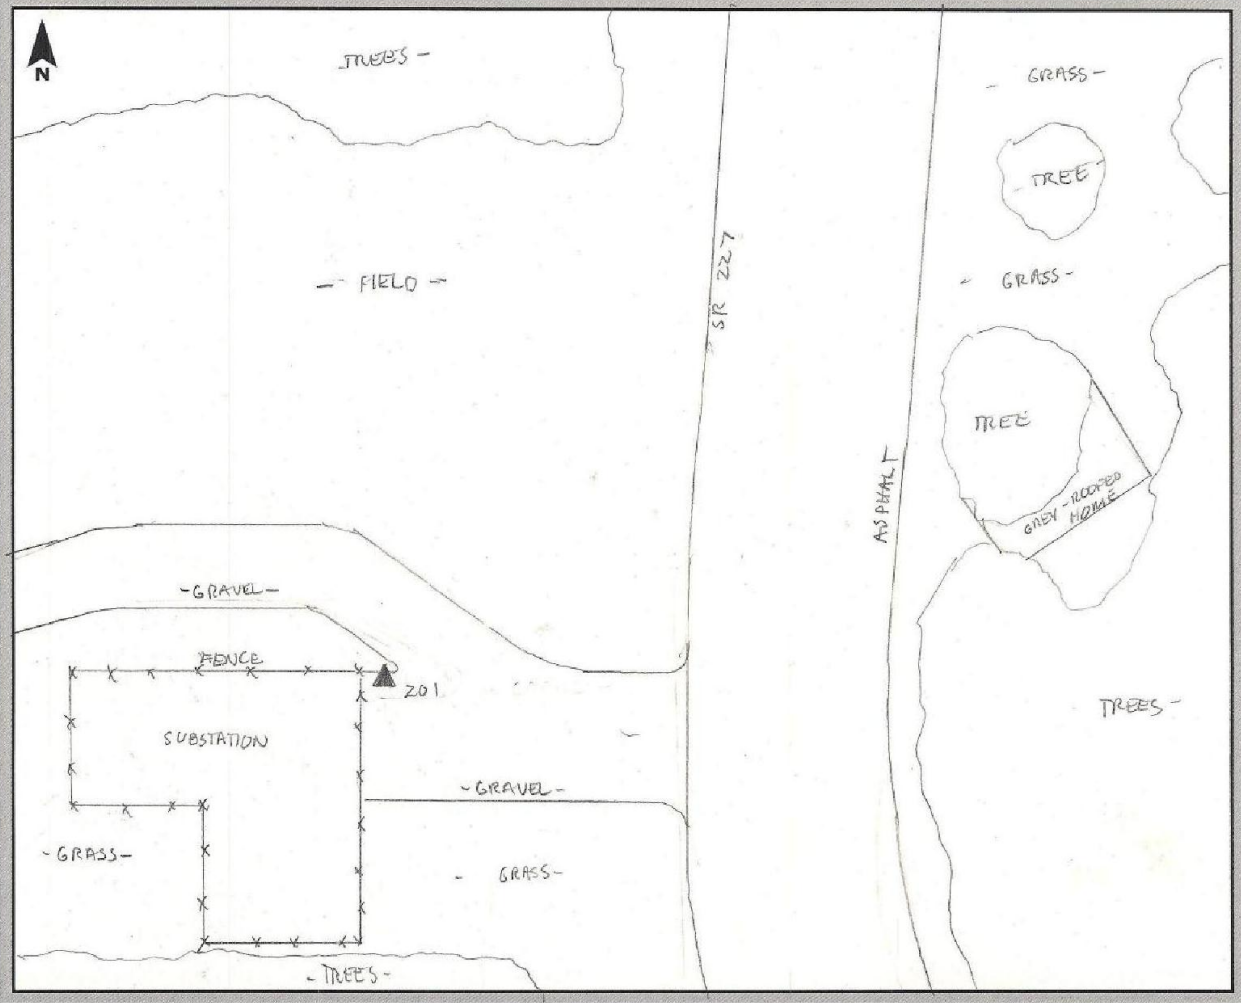 N
TREES -
- GRASS -
- TREE
- FIELD -
- GRASS -
SR 227
TREE
ASPHALT
GREY-ROOFED
HOME
- GRAVEL -
FENCE
201
SUBSTATION
TREES -
- GRAVEL -
- GRASS -
- GRASS -
- TREES -